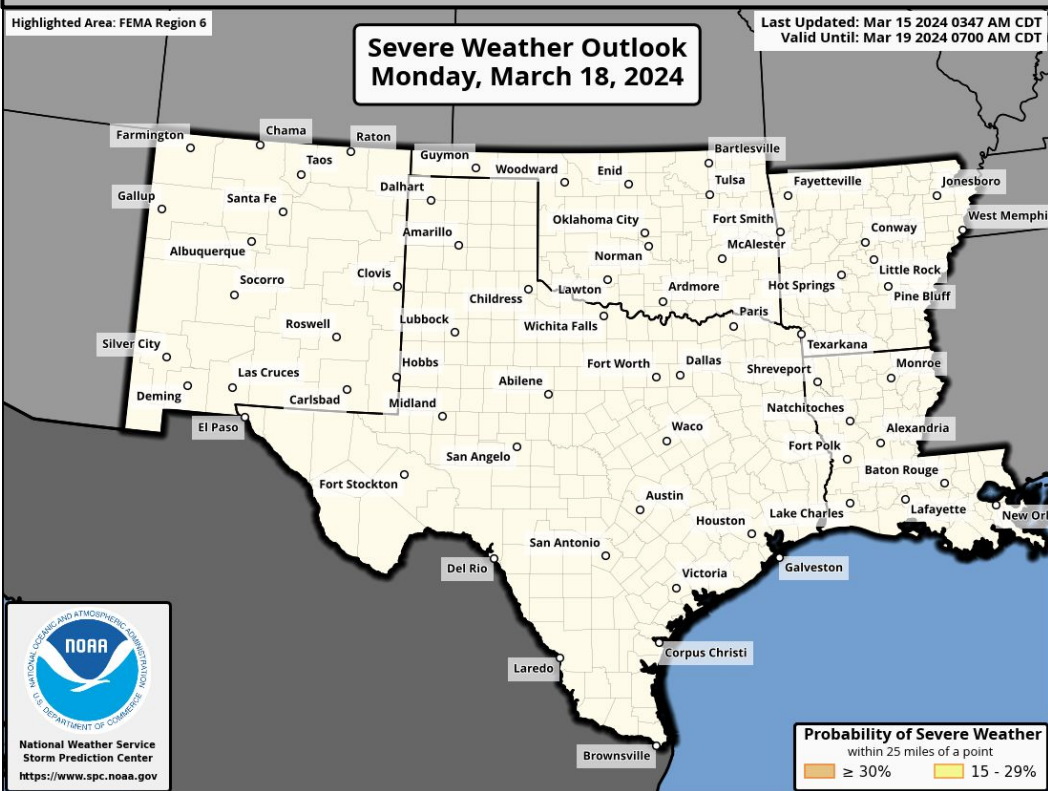 Highlighted Area: FEMA Region 6
Last Updated: Mar 15 2024 0347 AM CDT
Valid Until: Mar 19 2024 0700 AM CDT
Severe Weather Outlook
Monday, March 18, 2024
Farmington
Chama
Raton
Taos
Guymon
Woodward
Enid
Bartlesville
Tulsa
Fayetteville
Jonesboro
Gallup
Santa Fe
Dalhart
Oklahoma City
Fort Smith
West Memphi
Albuquerque
Amarillo
Norman
McAlester
Conway
Socorro
Clovis
Childress
Lawton
Ardmore
Hot Springs
Little Rock
Pine Bluff
Roswell
Lubbock
Wichita Falls
Paris
Texarkana
Silver City
Las Cruces
Hobbs
Fort Worth
Dallas
Shreveport
Monroe
Deming
Carlsbad
Midland
Abilene
Natchitoches
El Paso
San Angelo
Waco
Fort Polk
Alexandria
Fort Stockton
Baton Rouge
Austin
Houston
Lake Charles
Lafayette
New Orl
Del Rio
San Antonio
Victoria
Galveston
Laredo
Corpus Christi
Brownsville
NATIONAL OCEANIC AND ATMOSPHERIC ADMINISTRATION
NOAA
U.S. DEPARTMENT OF COMMERCE
National Weather Service
Storm Prediction Center
https://www.spc.noaa.gov
Probability of Severe Weather
within 25 miles of a point
≥ 30%
15 - 29%